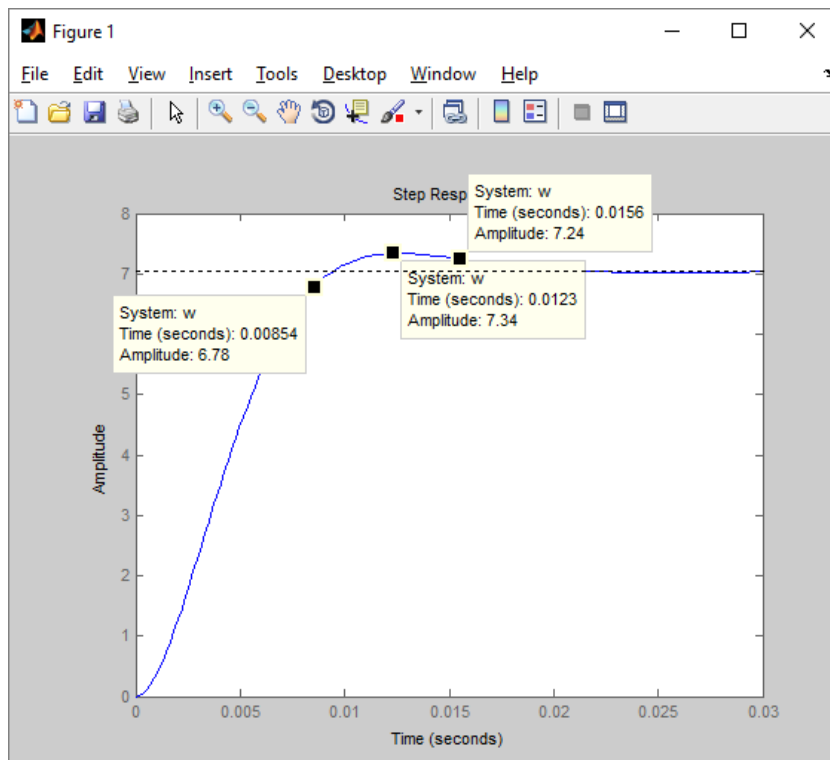 Figure 1
File Edit View Insert Tools Desktop Window Help
Step Resp
System: w
Time (seconds): 0.0156
Amplitude: 7.24
System: w
Time (seconds): 0.0123
Amplitude: 7.34
System: w
Time (seconds): 0.00854
Amplitude: 6.78
8
7
5
4
3
2
1
0
Amplitude
0 0.005 0.01 0.015 0.02 0.025 0.03
Time (seconds)